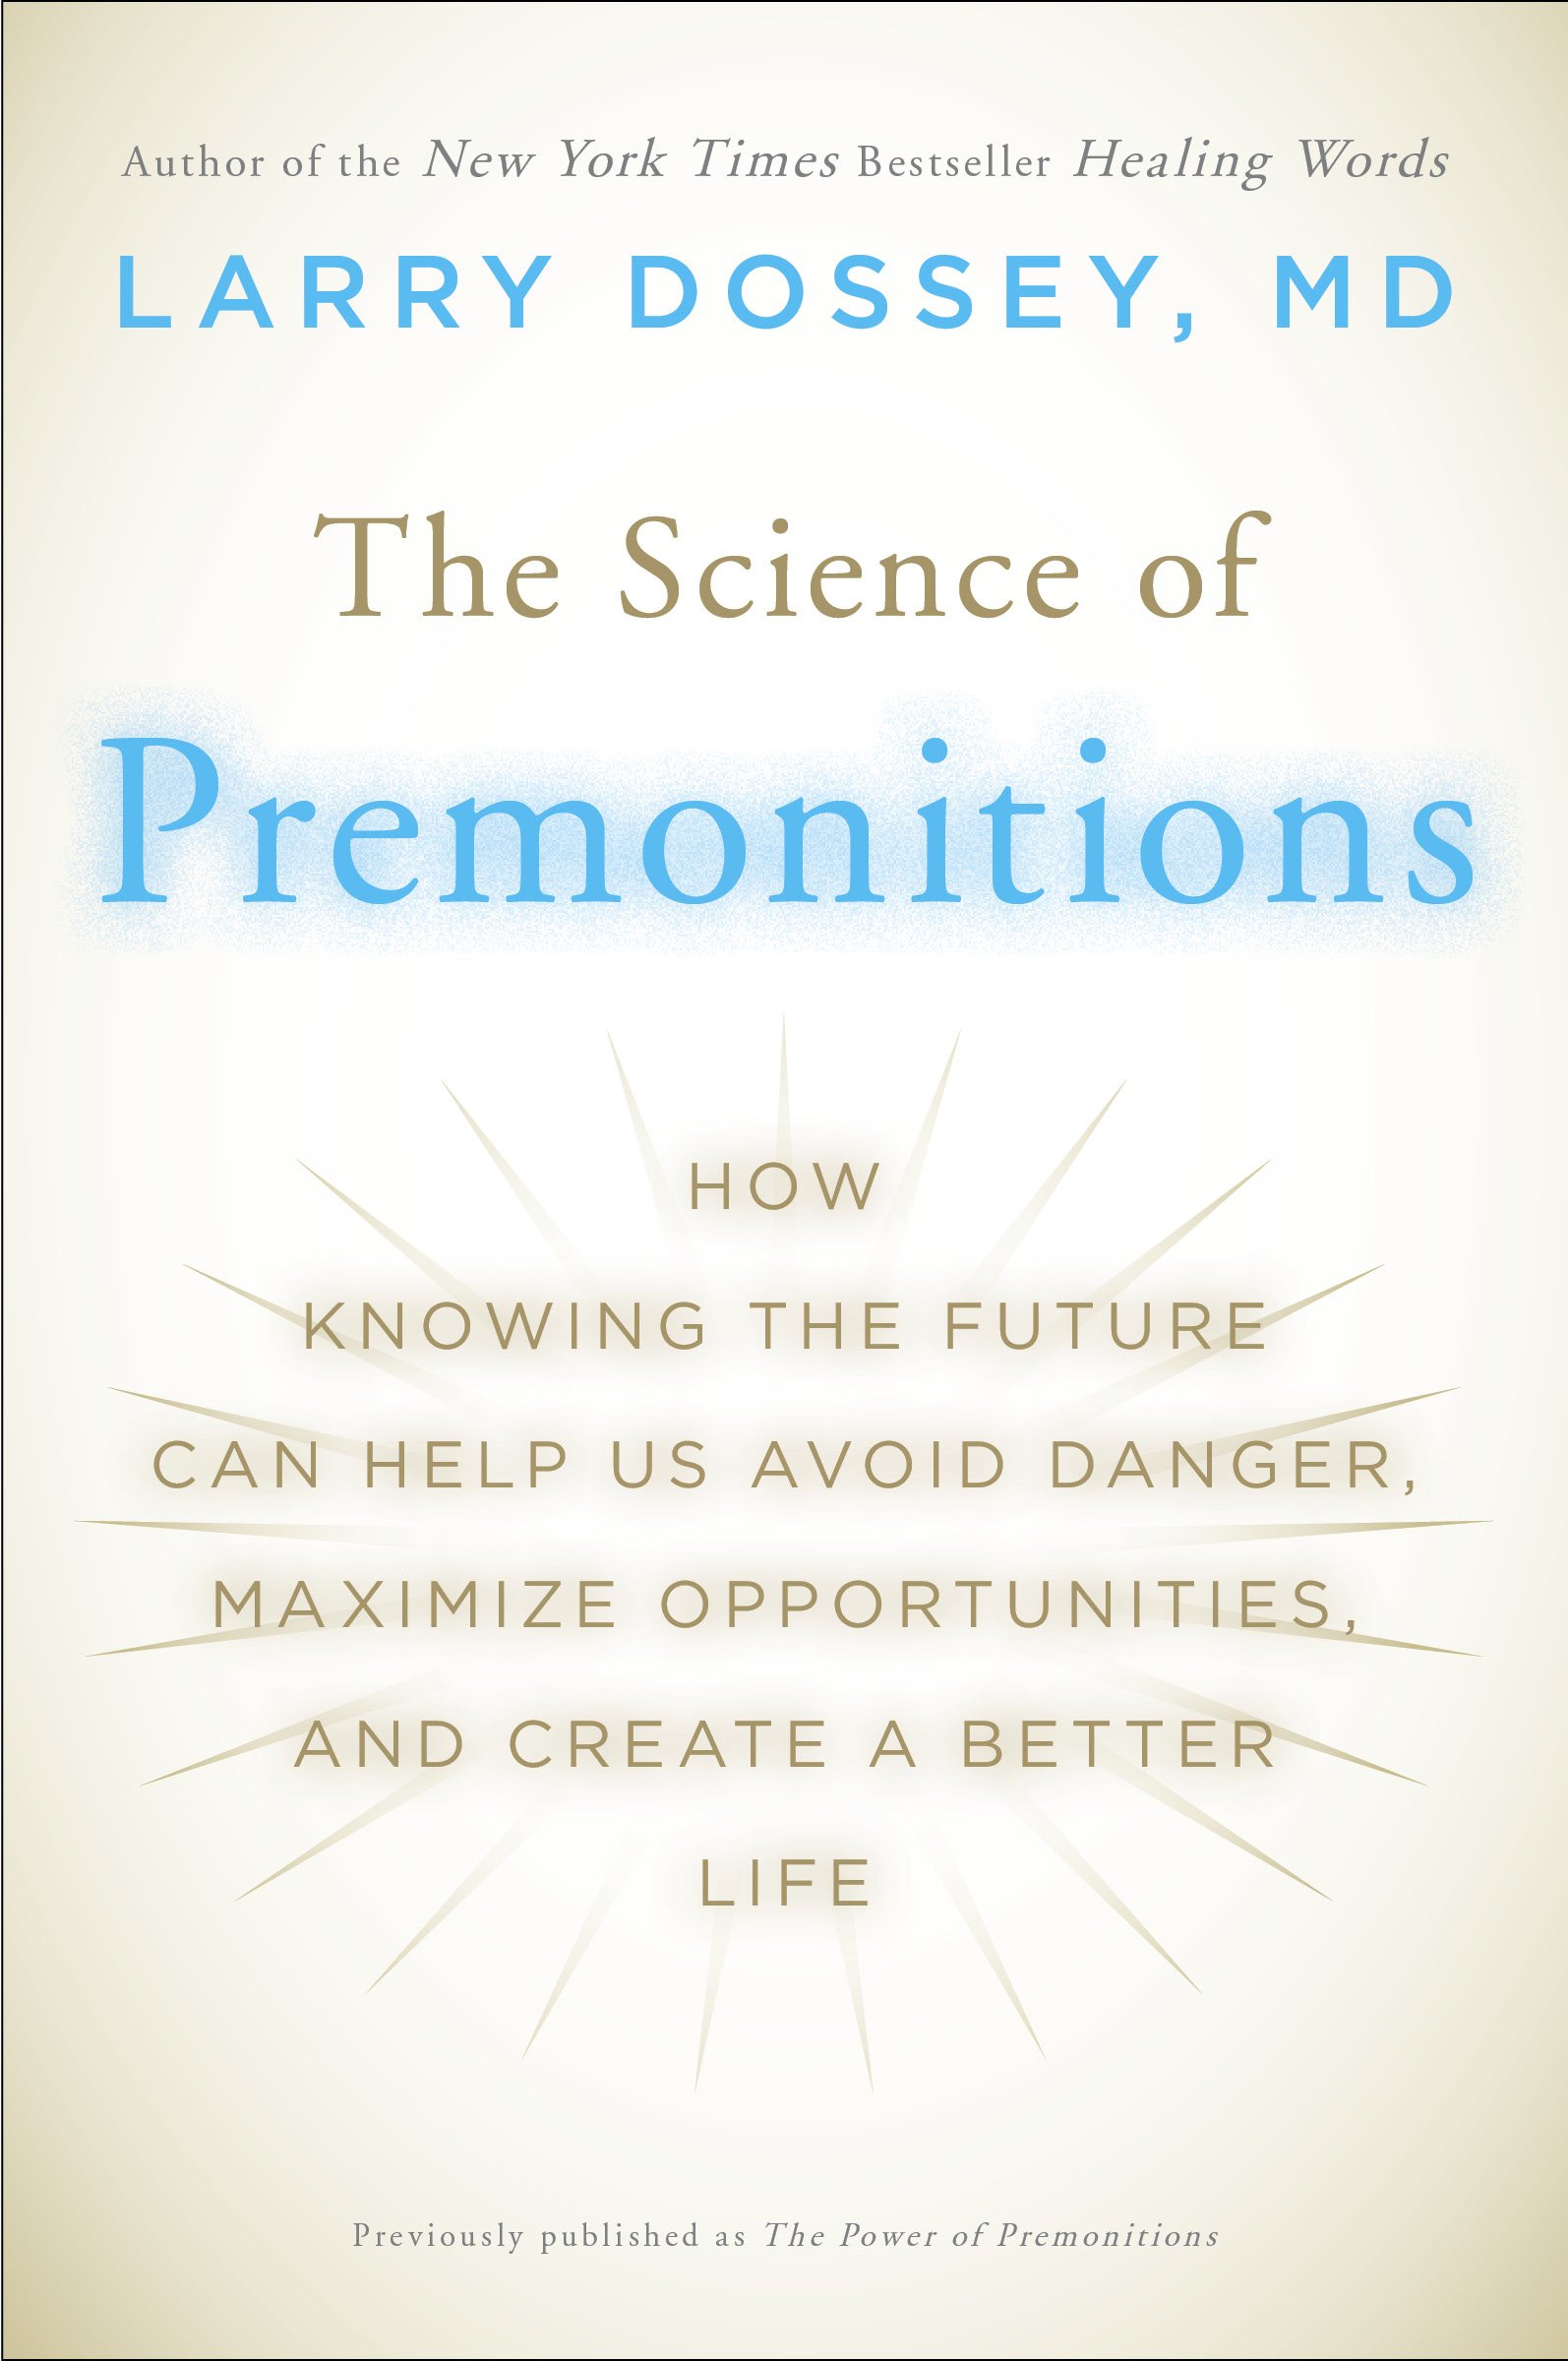 Author of the New York Times Bestseller Healing Words
LARRY DOSSEY, MD
The Science of
Premonitions
HOW
KNOWING THE FUTURE
CAN HELP US AVOID DANGER,
MAXIMIZE OPPORTUNITIES,
AND CREATE A BETTER
LIFE
Previously published as The Power of Premonitions